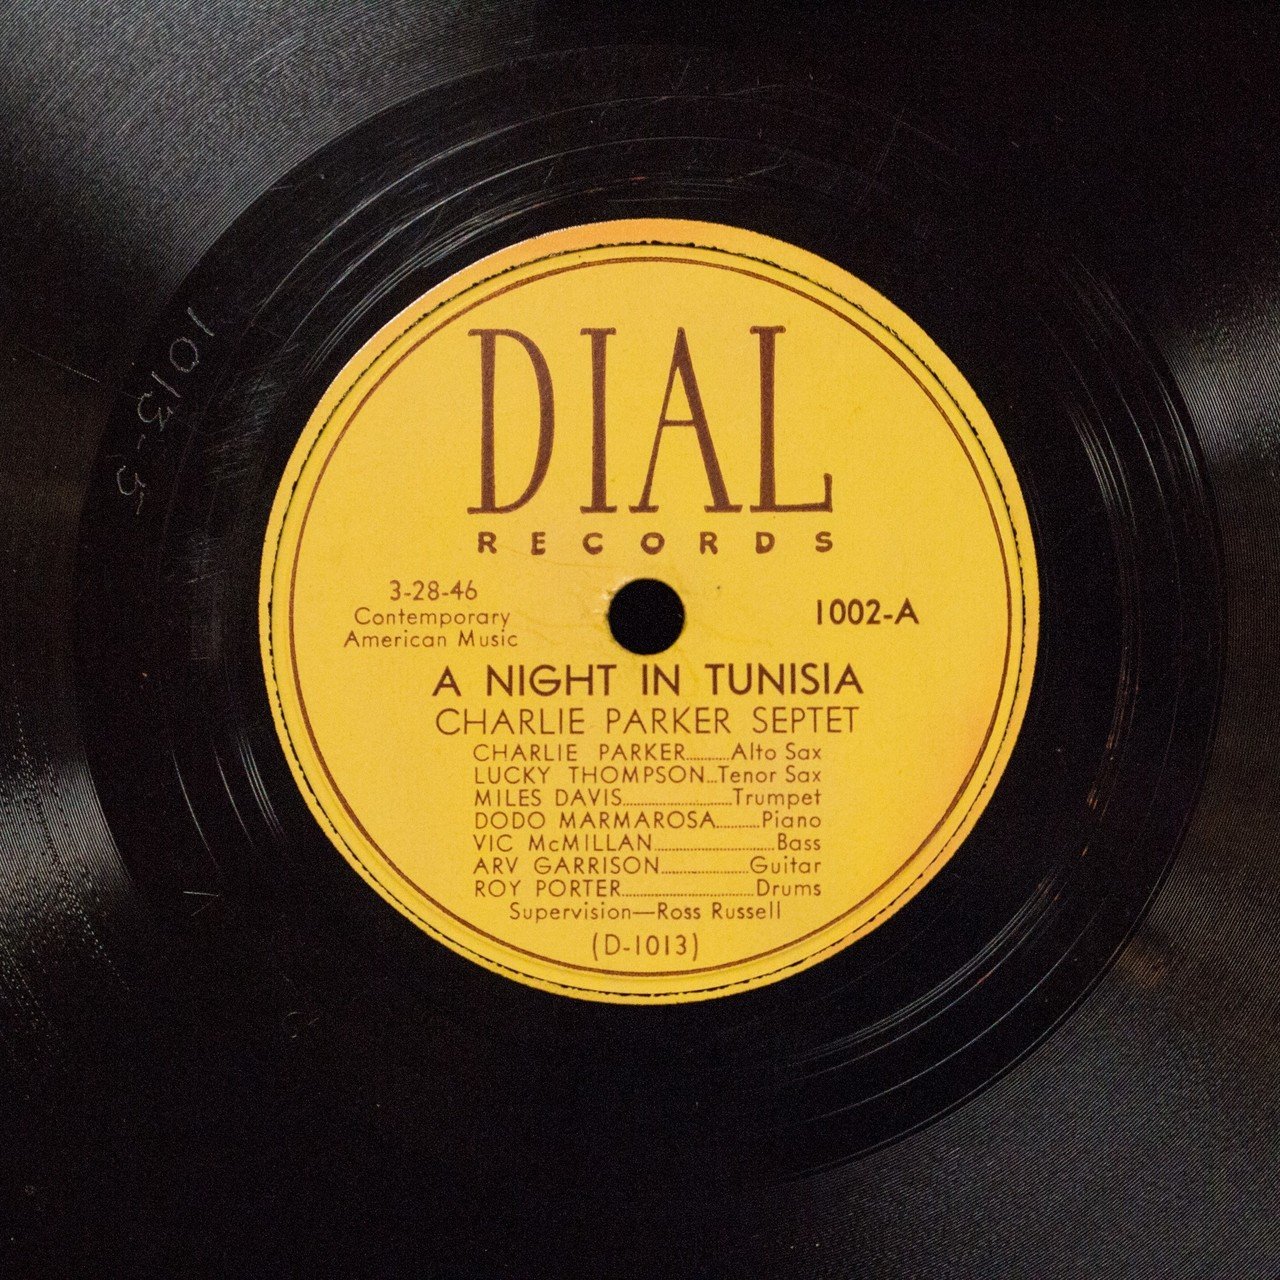 DIAL
RECORDS
3-28-46
Contemporary
American Music
1002-A
A NIGHT IN TUNISIA
CHARLIE PARKER SEPTET
CHARLIE PARKER........Alto Sax
LUCKY THOMPSON...Tenor Sax
MILES DAVIS........Trumpet
DODO MARMAROSA........Piano
VIC McMILLAN........Bass
ARV GARRISON........Guitar
ROY PORTER........Drums
Supervision—Ross Russell
(D-1013)
1013-5